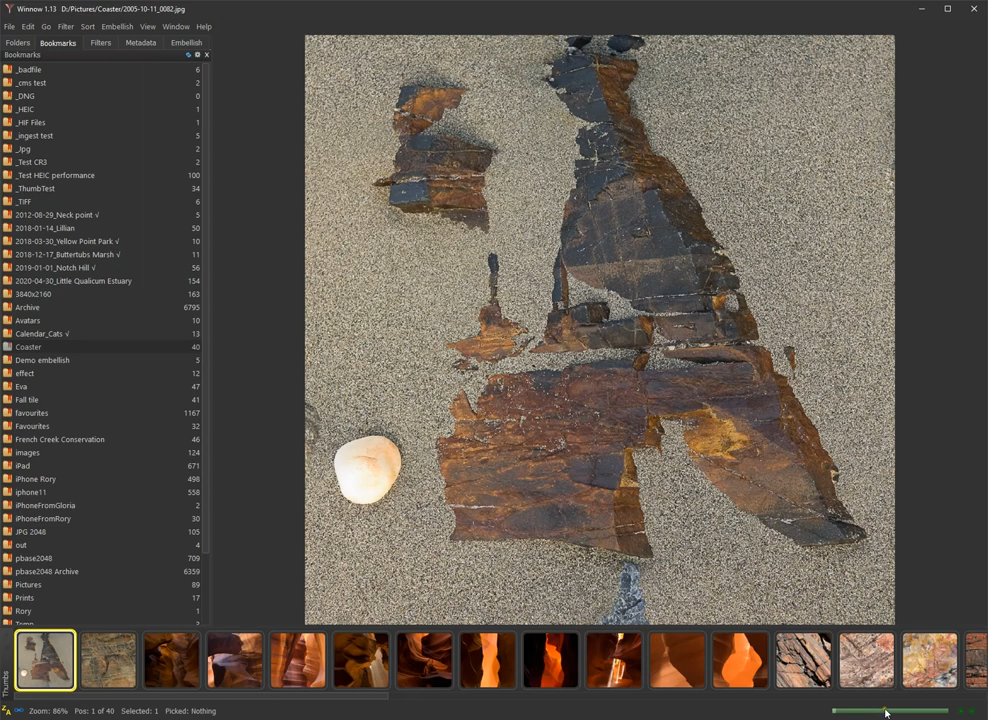 Winnow 1.13 D:/Pictures/Coaster/2005-10-11_0082.jpg
File Edit Go Filter Sort Embellish View Window Help
Folders Bookmarks Filters Metadata Embellish
Bookmarks
_badfile 6
_cms test 2
_DNG 0
_HEIC 1
_HIF Files 1
_ingest test 5
_Jpg 2
_Test CR3 2
_Test HEIC performance 100
_ThumbTest 34
_TIFF 6
2012-08-29_Neck point √ 5
2018-01-14_Lillian 50
2018-03-30_Yellow Point Park √ 10
2018-12-17_Buttertubs Marsh √ 11
2019-01-01_Notch Hill √ 56
2020-04-30_Little Qualicum Estuary 154
3840x2160 163
Archive 6795
Avatars 10
Calendar_Cats √ 13
Coaster 40
Demo embellish 5
effect 12
Eva 47
Fall tile 41
favourites 1167
Favourites 32
French Creek Conservation 46
images 124
iPad 671
iPhone Rory 498
iphone11 558
iPhoneFromGloria 2
iPhoneFromRory 30
JPG 2048 105
out 4
pbase2048 709
pbase2048 Archive 6359
Pictures 89
Prints 17
Rory 1
Thumbs
Zoom: 86% Pos: 1 of 40 Selected: 1 Picked: Nothing